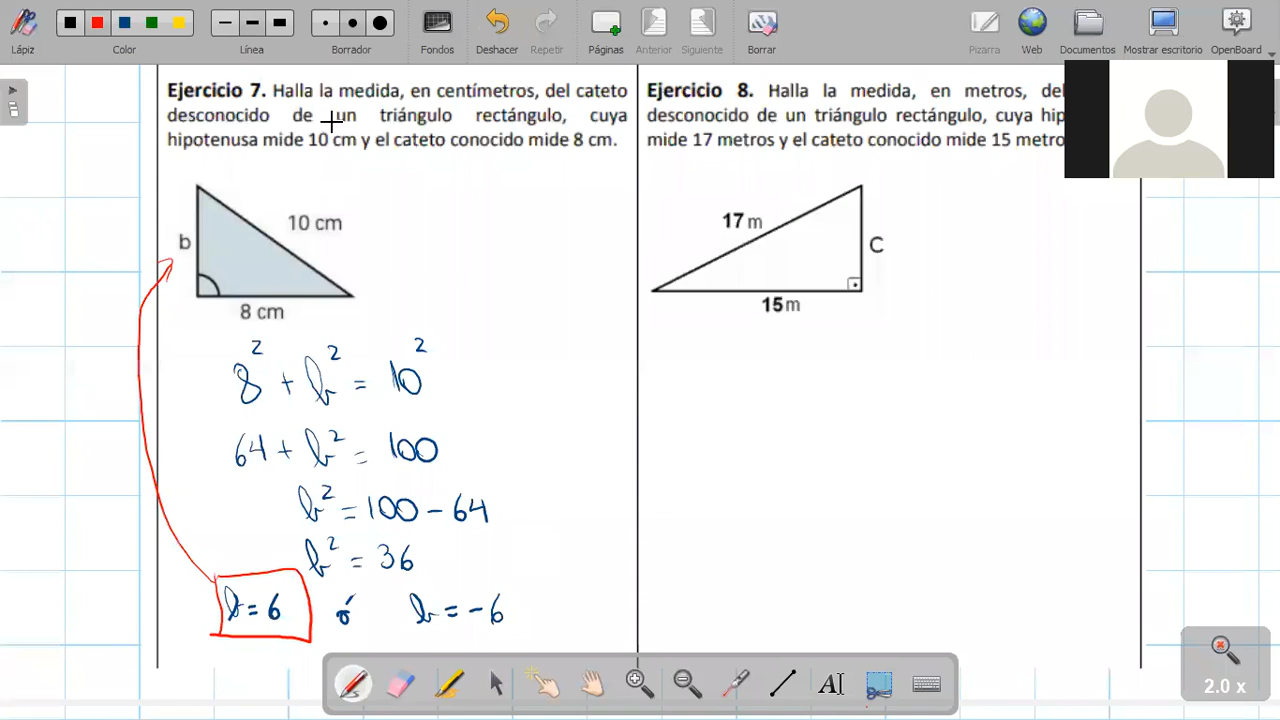 Lápiz
Color
Línea
Borrador
Fondos
Deshacer
Repetir
Páginas
Anterior
Siguiente
Borrar
Pizarra
Web
Documentos
Mostrar escritorio
OpenBoard
Ejercicio 7. Halla la medida, en centímetros, del cateto
desconocido de un triángulo rectángulo, cuya
hipotenusa mide 10 cm y el cateto conocido mide 8 cm.
b
10 cm
8 cm
8² + b² = 10²
64 + b² = 100
b² = 100 - 64
b² = 36
b = 6 ó b = -6
Ejercicio 8. Halla la medida, en metros, del
desconocido de un triángulo rectángulo, cuya hip
mide 17 metros y el cateto conocido mide 15 metro
17 m
C
15 m
AI
2.0 x